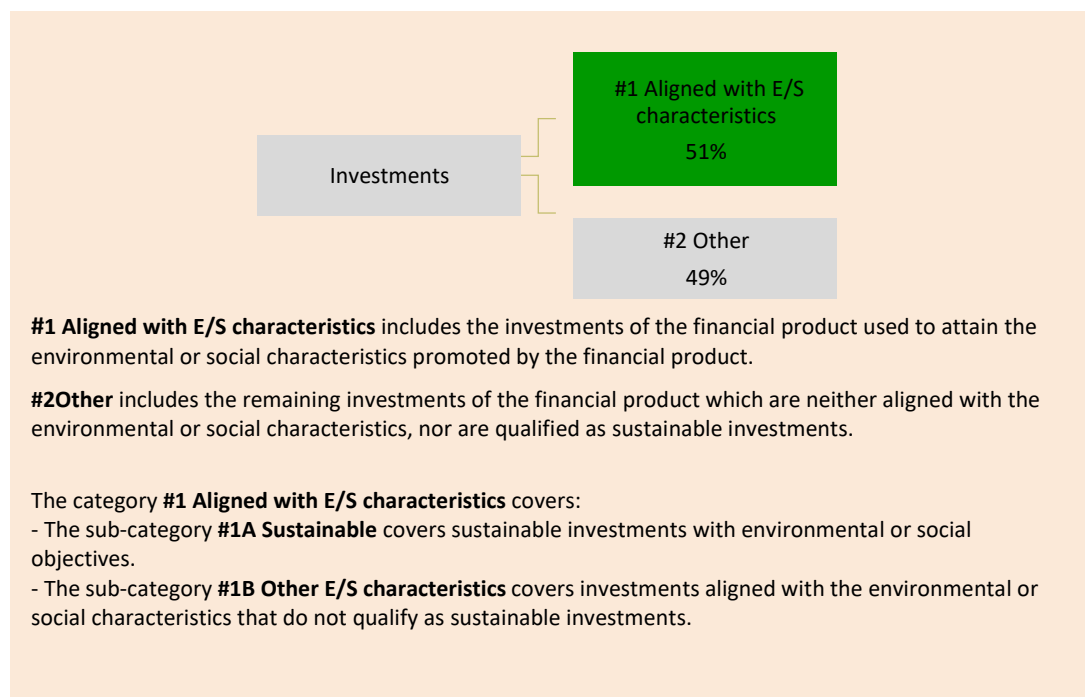 #1 Aligned with E/S
characteristics
51%
Investments
#2 Other
49%
#1 Aligned with E/S characteristics includes the investments of the financial product used to attain the
environmental or social characteristics promoted by the financial product.
#2Other includes the remaining investments of the financial product which are neither aligned with the
environmental or social characteristics, nor are qualified as sustainable investments.
The category #1 Aligned with E/S characteristics covers:
- The sub-category #1A Sustainable covers sustainable investments with environmental or social
objectives.
- The sub-category #1B Other E/S characteristics covers investments aligned with the environmental or
social characteristics that do not qualify as sustainable investments.